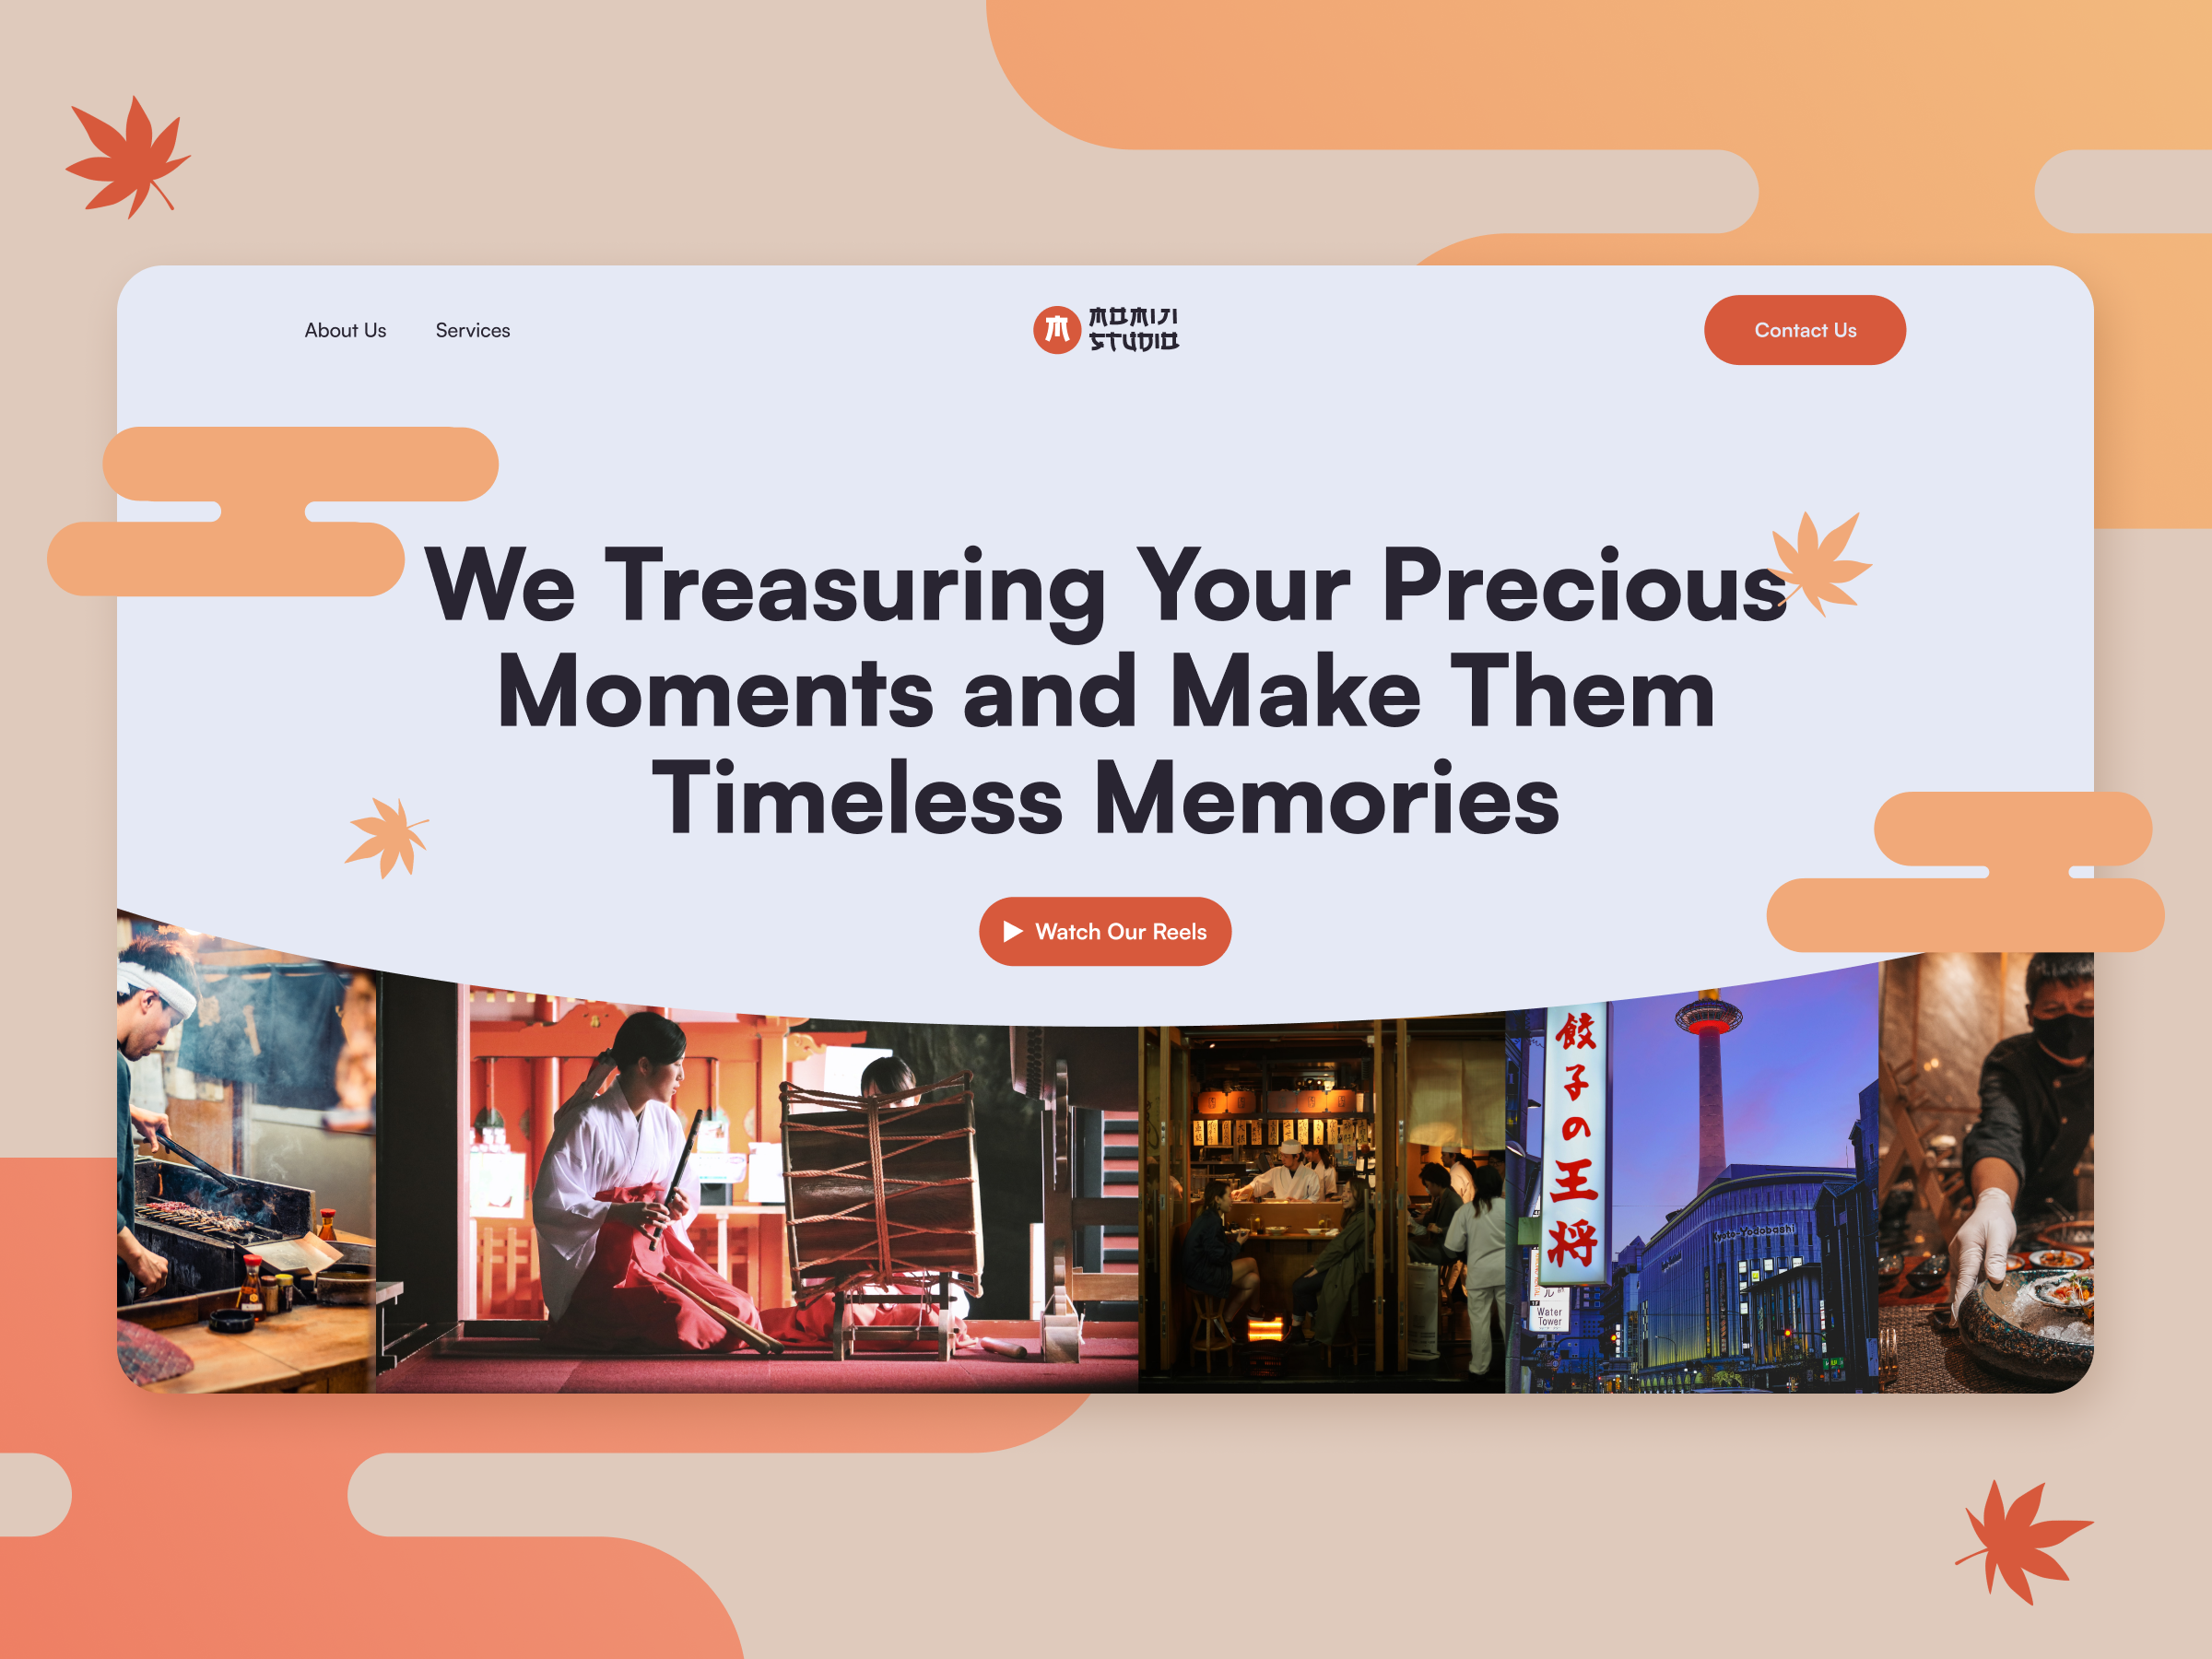 About Us
Services
MOMIJI
STUDIO
Contact Us
We Treasuring Your Precious
Moments and Make Them
Timeless Memories
Watch Our Reels
餃子の王将
Kyoto-Yodobashi
Water
Tower